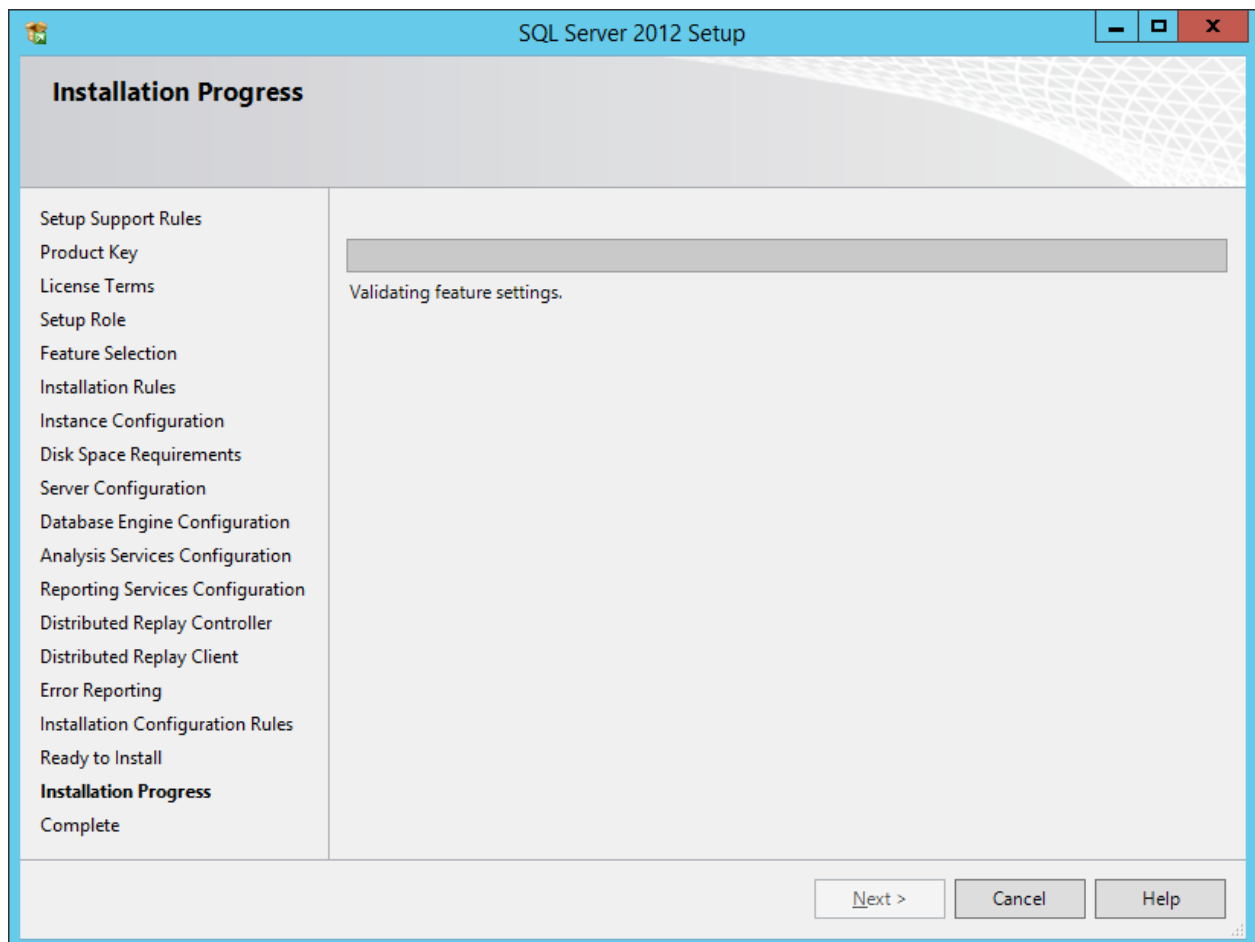 SQL Server 2012 Setup
Installation Progress
Setup Support Rules
Product Key
License Terms
Setup Role
Feature Selection
Installation Rules
Instance Configuration
Disk Space Requirements
Server Configuration
Database Engine Configuration
Analysis Services Configuration
Reporting Services Configuration
Distributed Replay Controller
Distributed Replay Client
Error Reporting
Installation Configuration Rules
Ready to Install
Installation Progress
Complete
Validating feature settings.
Next >
Cancel
Help